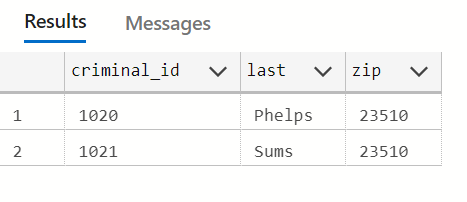 Results Messages
criminal_id last zip
1 1020 Phelps 23510
2 1021 Sums 23510